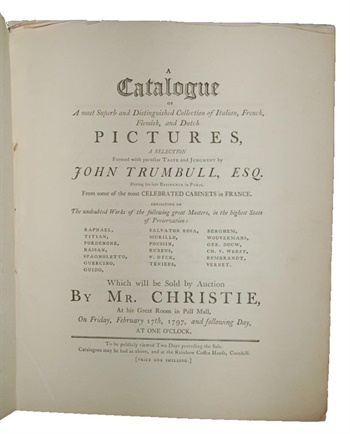 A
Catalogue
OF
A most Superb and Distinguished Collection of Italian, French,
Flemish, and Dutch
PICTURES,
A SELECTION
Formed with peculiar TASTE and JUDGMENT by
JOHN TRUMBULL, ESQ.
During his late RESIDENCE in PARIS,
From some of the most CELEBRATED CABINETS in FRANCE.
CONSISTING OF
The undoubted Works of the following great Masters, in the highest State
of Preservation:
RAPHAEL, SALVATOR ROSA, BERGHEM,
TITIAN, MURILLO, WOUVERMANS,
PORDENONE, POUSSIN, GER. DOUW,
BASSAN, RUBENS, CH. V. WERFF,
SPAGNOLETTO, V. DYCK, REMBRANDT,
GUERCINO, TENIERS, VERNET.
GUIDO,
Which will be Sold by Auction
BY MR. CHRISTIE,
At his Great Room in Pall Mall,
On Friday, February 17th, 1797, and following Day,
AT ONE O'CLOCK.
To be publicly viewed Two Days preceding the Sale.
Catalogues may be had as above, and at the Rainbow Coffee House, Cornhill.
[PRICE ONE SHILLING.]